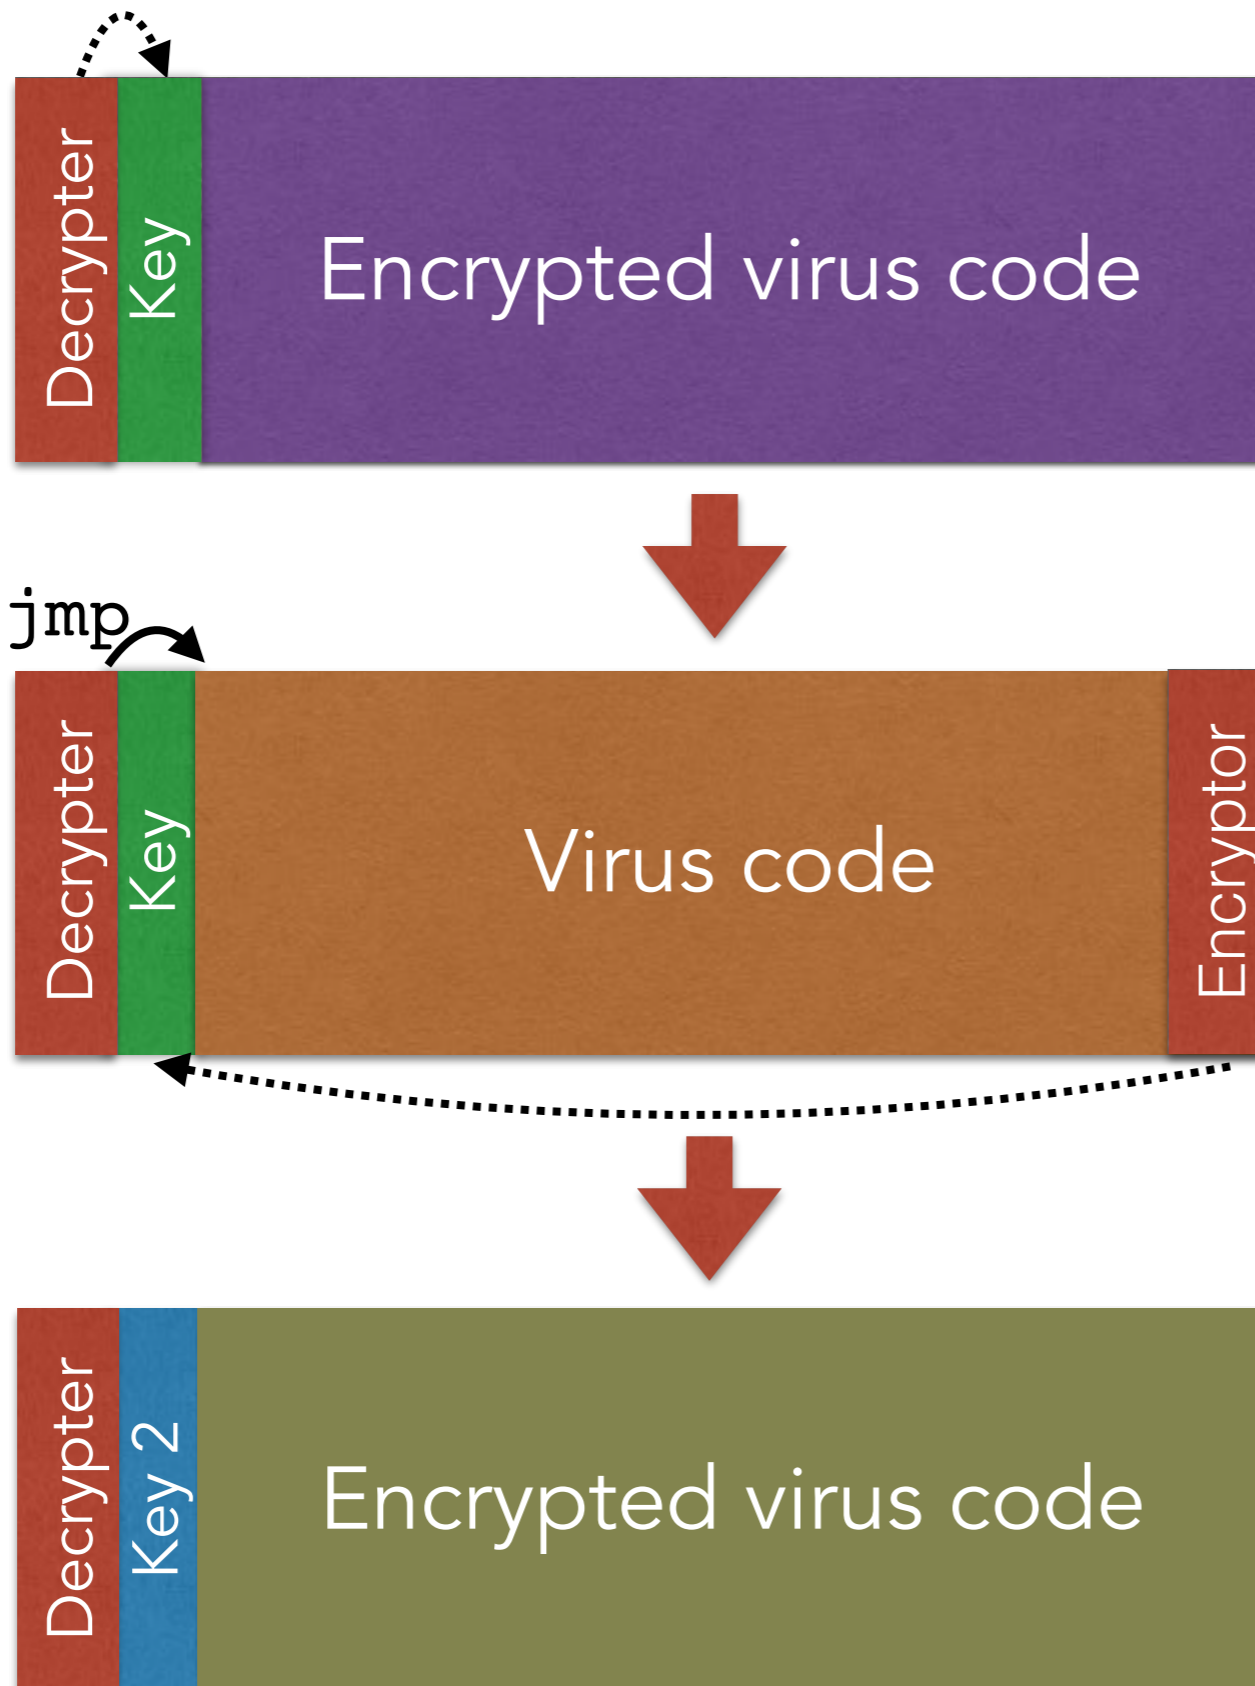 Decrypter
Key
Encrypted virus code
jmp
Decrypter
Key
Virus code
Encryptor
Decrypter
Key 2
Encrypted virus code